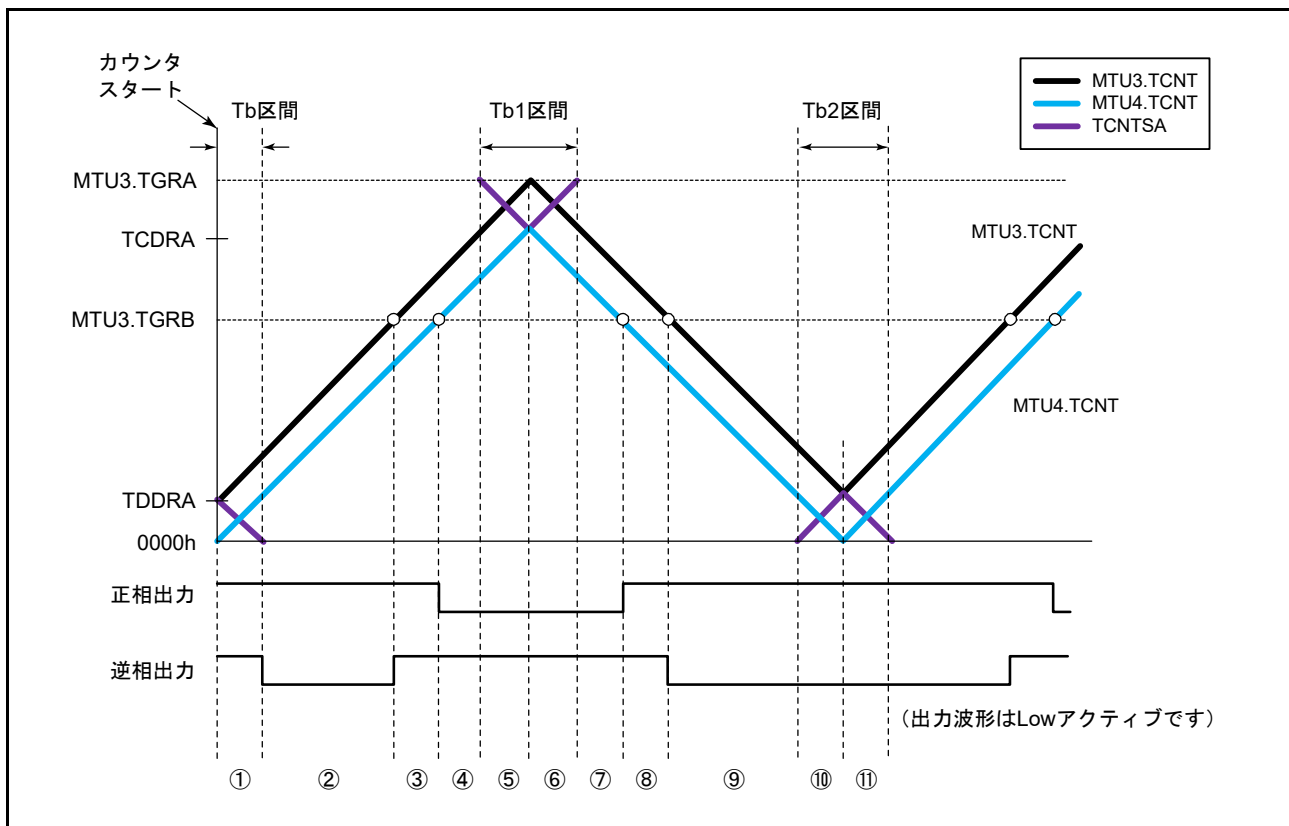 カウンタ
スタート
Tb区間
Tb1区間
Tb2区間
MTU3.TCNT
MTU4.TCNT
TCNTSA
MTU3.TGRA
TCDRA
MTU3.TCNT
MTU3.TGRB
MTU4.TCNT
TDDRA
0000h
正相出力
逆相出力
（出力波形はLowアクティブです）
① ② ③ ④ ⑤ ⑥ ⑦ ⑧ ⑨ ⑩ ⑪